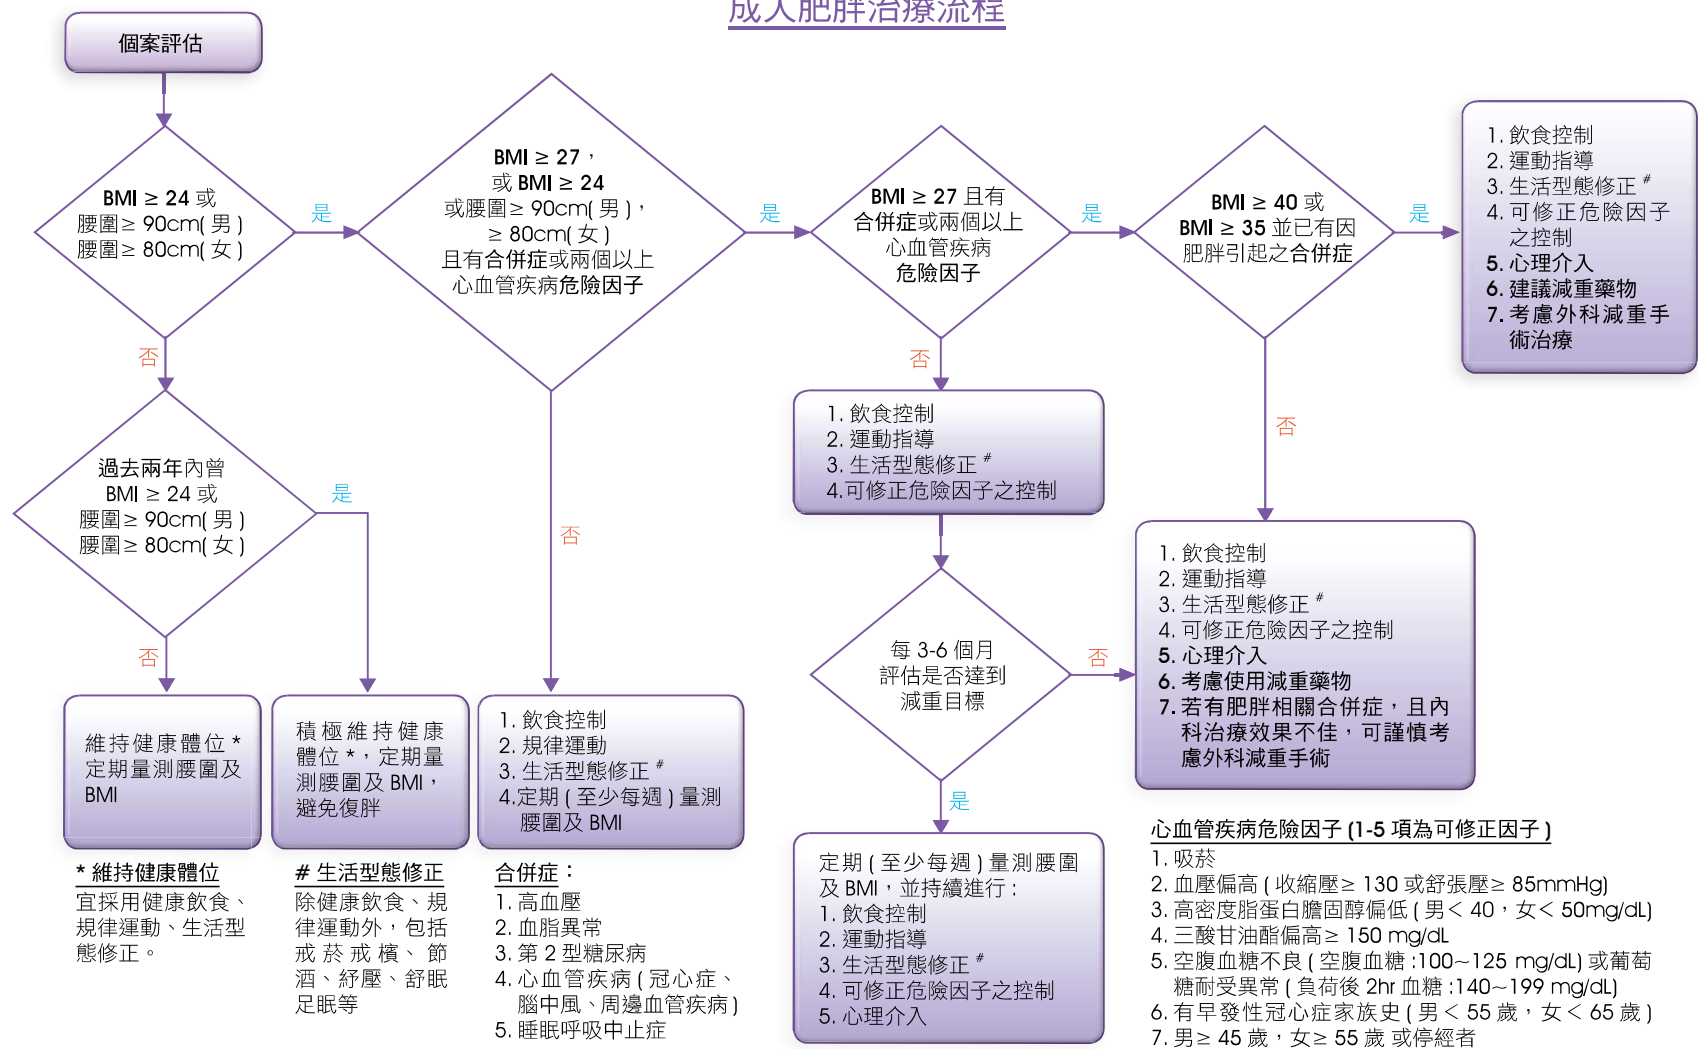 成人肥胖治療流程
個案評估
BMI ≥ 24 或
腰圍≥ 90cm( 男 )
腰圍≥ 80cm( 女 )
是
否
BMI ≥ 27，
或 BMI ≥ 24
或腰圍≥ 90cm( 男 )，
≥ 80cm( 女 )
且有合併症或兩個以上
心血管疾病危險因子
是
否
BMI ≥ 27 且有
合併症或兩個以上
心血管疾病
危險因子
是
否
BMI ≥ 40 或
BMI ≥ 35 並已有因
肥胖引起之合併症
是
否
1. 飲食控制
2. 運動指導
3. 生活型態修正 #
4. 可修正危險因子
之控制
5. 心理介入
6. 建議減重藥物
7. 考慮外科減重手
術治療
過去兩年內曾
BMI ≥ 24 或
腰圍≥ 90cm( 男 )
腰圍≥ 80cm( 女 )
是
否
1. 飲食控制
2. 運動指導
3. 生活型態修正 #
4.可修正危險因子之控制
每 3-6 個月
評估是否達到
減重目標
否
是
1. 飲食控制
2. 運動指導
3. 生活型態修正 #
4. 可修正危險因子之控制
5. 心理介入
6. 考慮使用減重藥物
7. 若有肥胖相關合併症，且內
科治療效果不佳，可謹慎考
慮外科減重手術
維持健康體位 *
定期量測腰圍及
BMI
積極維持健康
體位 *，定期量
測腰圍及 BMI，
避免復胖
1. 飲食控制
2. 規律運動
3. 生活型態修正 #
4.定期 ( 至少每週 ) 量測
腰圍及 BMI
定期 ( 至少每週 ) 量測腰圍
及 BMI，並持續進行 :
1. 飲食控制
2. 運動指導
3. 生活型態修正 #
4. 可修正危險因子之控制
5. 心理介入
* 維持健康體位
宜採用健康飲食、
規律運動、生活型
態修正。
# 生活型態修正
除健康飲食、規
律運動外，包括
戒菸戒檳、節
酒、紓壓、舒眠
足眠等
合併症：
1. 高血壓
2. 血脂異常
3. 第 2 型糖尿病
4. 心血管疾病 ( 冠心症、
腦中風、周邊血管疾病 )
5. 睡眠呼吸中止症
心血管疾病危險因子 (1-5 項為可修正因子 )
1. 吸菸
2. 血壓偏高 ( 收縮壓≥ 130 或舒張壓≥ 85mmHg)
3. 高密度脂蛋白膽固醇偏低 ( 男＜ 40，女＜ 50mg/dL)
4. 三酸甘油酯偏高≥ 150 mg/dL
5. 空腹血糖不良 ( 空腹血糖 :100~125 mg/dL) 或葡萄
糖耐受異常 ( 負荷後 2hr 血糖 :140~199 mg/dL)
6. 有早發性冠心症家族史 ( 男＜ 55 歲，女＜ 65 歲 )
7. 男≥ 45 歲，女≥ 55 歲 或停經者